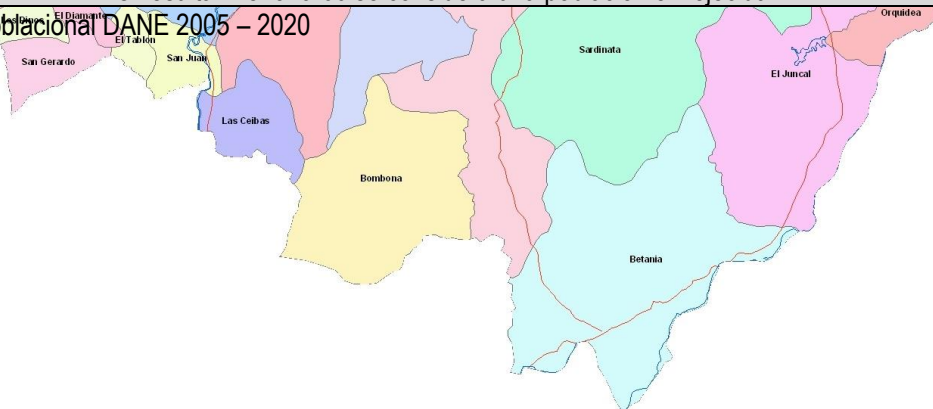 oblacional DANE 2005 – 2020
El Diamante
Orquidea
El Tablón
San Gerardo
San Juan
Sardinata
El Juncal
Las Ceibas
Bombona
Betania